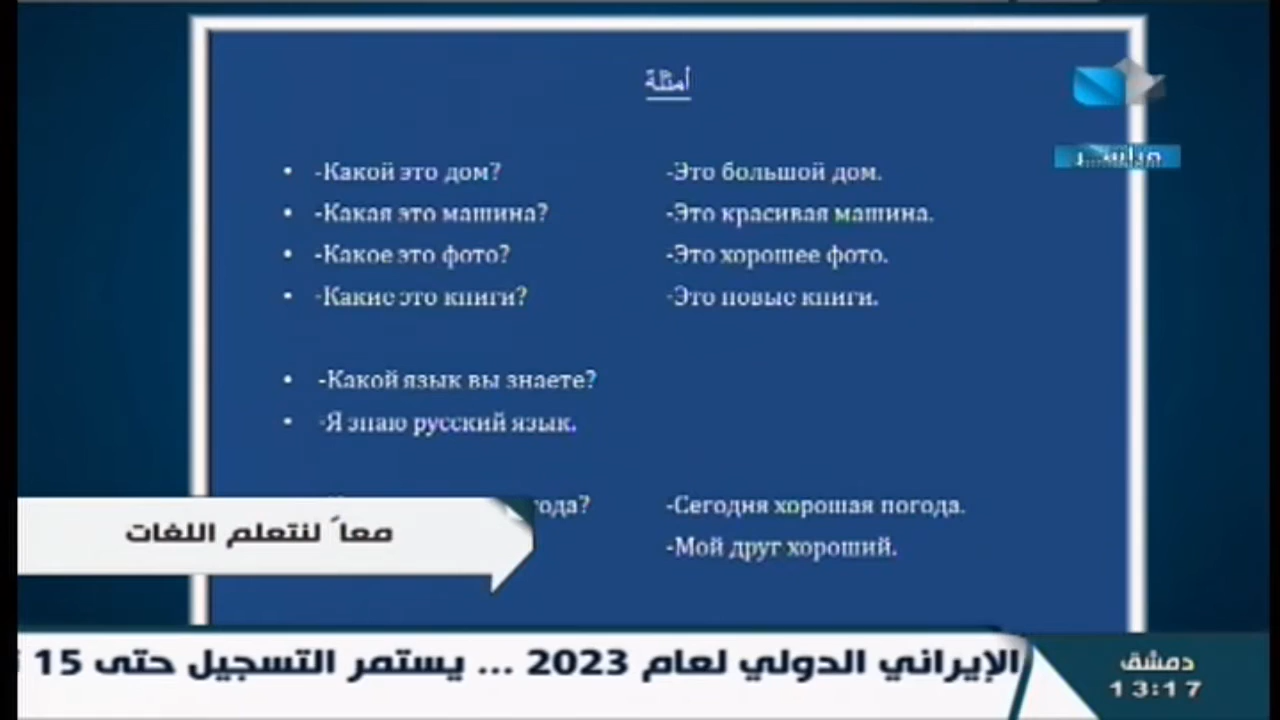 أمثلة
مباشر
• -Какой это дом? -Это большой дом.
• -Какая это машина? -Это красивая машина.
• -Какое это фото? -Это хорошее фото.
• -Какие это книги? -Это новые книги.
• -Какой язык вы знаете?
• -Я знаю русский язык.
ода? -Сегодня хорошая погода.
-Мой друг хороший.
معاً لنتعلم اللغات
الإيراني الدولي لعام 2023 ... يستمر التسجيل حتى 15
دمشق
13:17